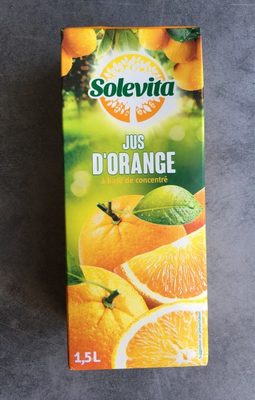 Solevita
JUS
D'ORANGE
à base de concentré
1,5L